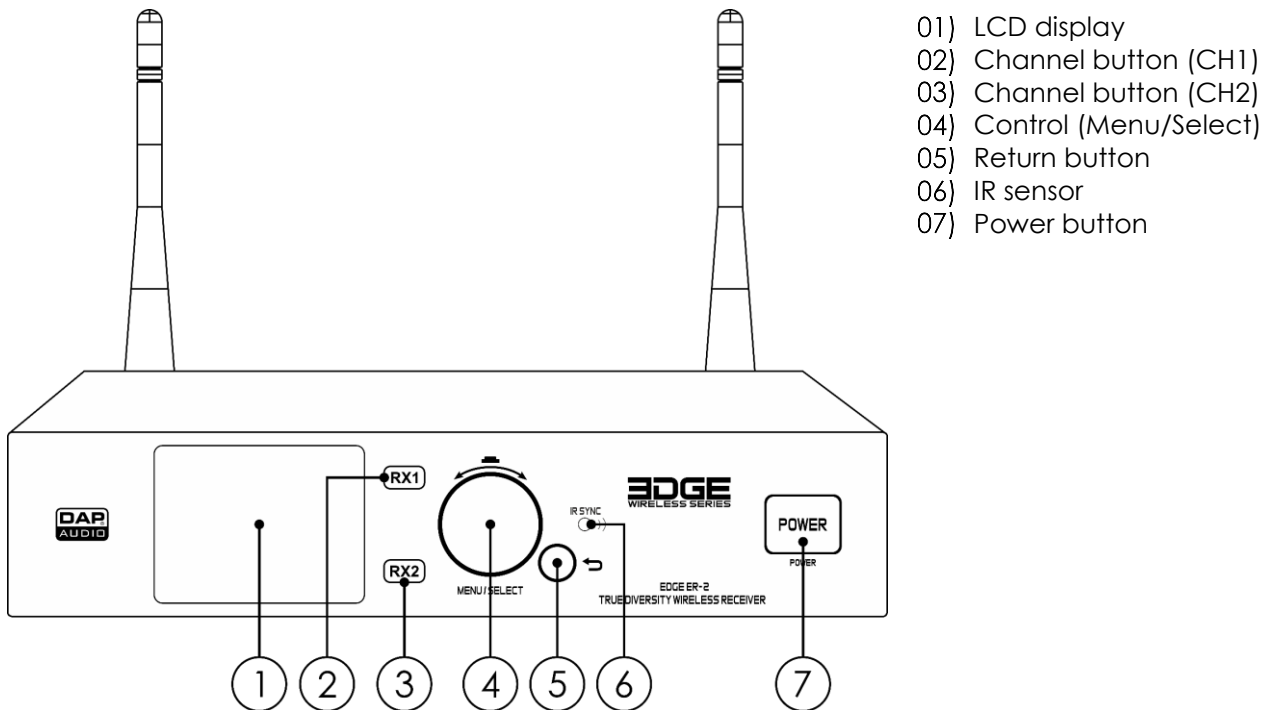 01) LCD display
02) Channel button (CH1)
03) Channel button (CH2)
04) Control (Menu/Select)
05) Return button
06) IR sensor
07) Power button
DAP
AUDIO
RX1
RX2
MENU/SELECT
IR SYNC
EDGE
WIRELESS SERIES
EDGE ER-2
TRUE DIVERSITY WIRELESS RECEIVER
POWER
POWER
1 2 3 4 5 6 7